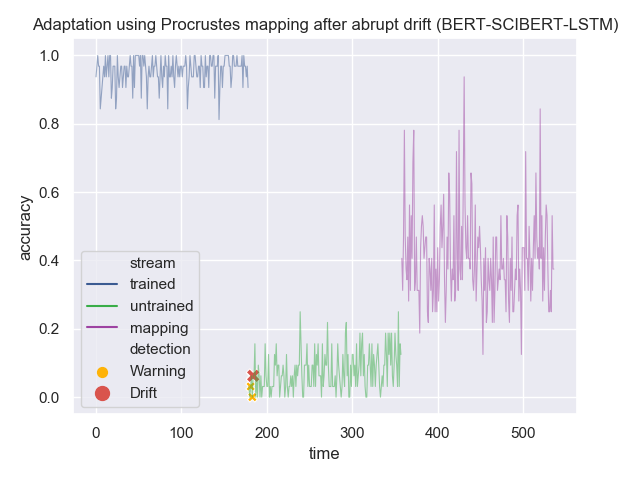 Adaptation using Procrustes mapping after abrupt drift (BERT-SCIBERT-LSTM)
1.0
0.8
0.6
0.4
0.2
0.0
accuracy
stream
trained
untrained
mapping
detection
Warning
Drift
0 100 200 300 400 500
time